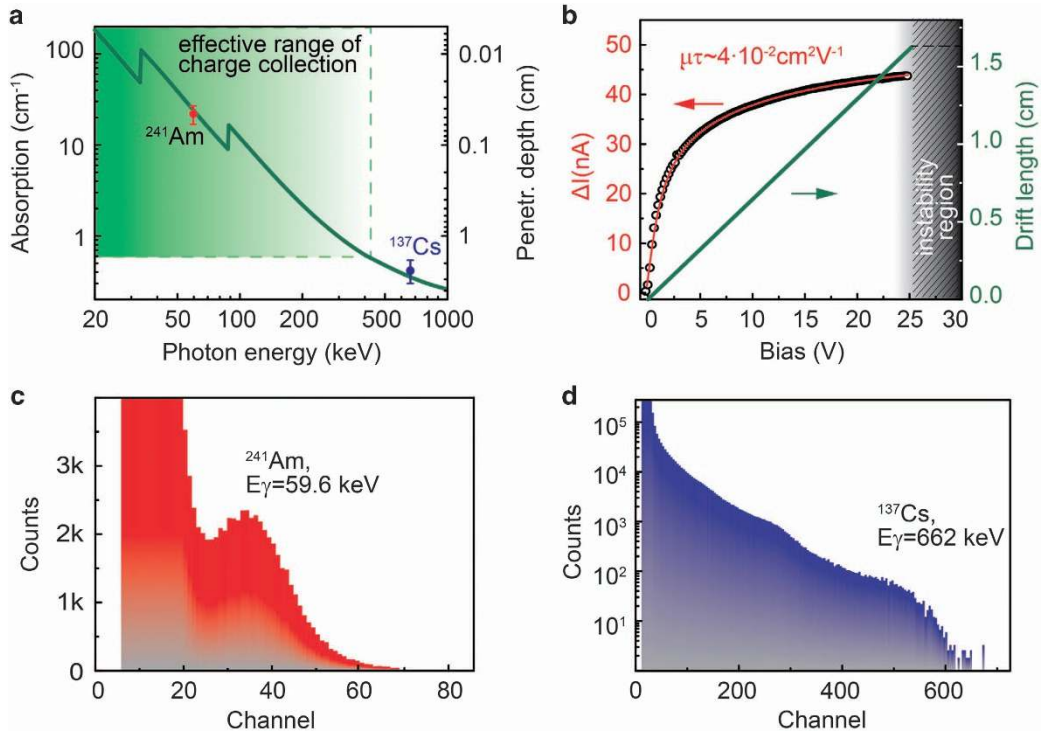 a
effective range of
charge collection
²⁴¹Am
¹³⁷Cs
100
10
1
Absorption (cm⁻¹)
0.01
0.1
1
Penetr. depth (cm)
20 60 100 500 1000
Photon energy (keV)
b
μτ~4·10⁻²cm²V⁻¹
50
40
30
20
10
0
ΔI(nA)
instability
region
1.5
1.0
0.5
0.0
Drift length (cm)
0 5 10 15 20 25 30
Bias (V)
c
²⁴¹Am,
Eγ=59.6 keV
3k
2k
1k
0
Counts
0 20 40 60 80
Channel
d
¹³⁷Cs,
Eγ=662 keV
10⁵
10⁴
10³
10²
10¹
Counts
0 200 400 600
Channel